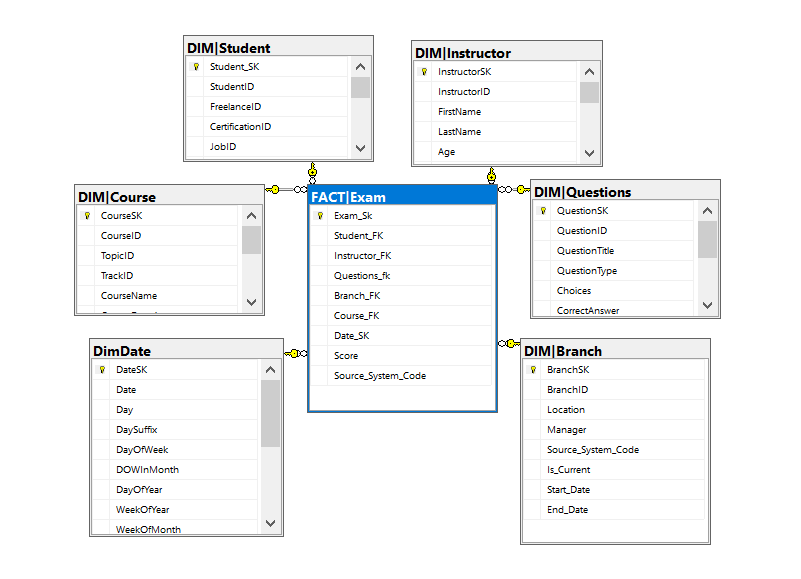 DIM|Student
Student_SK
StudentID
FreelanceID
CertificationID
JobID
DIM|Instructor
InstructorSK
InstructorID
FirstName
LastName
Age
DIM|Course
CourseSK
CourseID
TopicID
TrackID
CourseName
FACT|Exam
Exam_Sk
Student_FK
Instructor_FK
Questions_fk
Branch_FK
Course_FK
Date_SK
Score
Source_System_Code
DIM|Questions
QuestionSK
QuestionID
QuestionTitle
QuestionType
Choices
CorrectAnswer
DimDate
DateSK
Date
Day
DaySuffix
DayOfWeek
DOWInMonth
DayOfYear
WeekOfYear
WeekOfMonth
DIM|Branch
BranchSK
BranchID
Location
Manager
Source_System_Code
Is_Current
Start_Date
End_Date